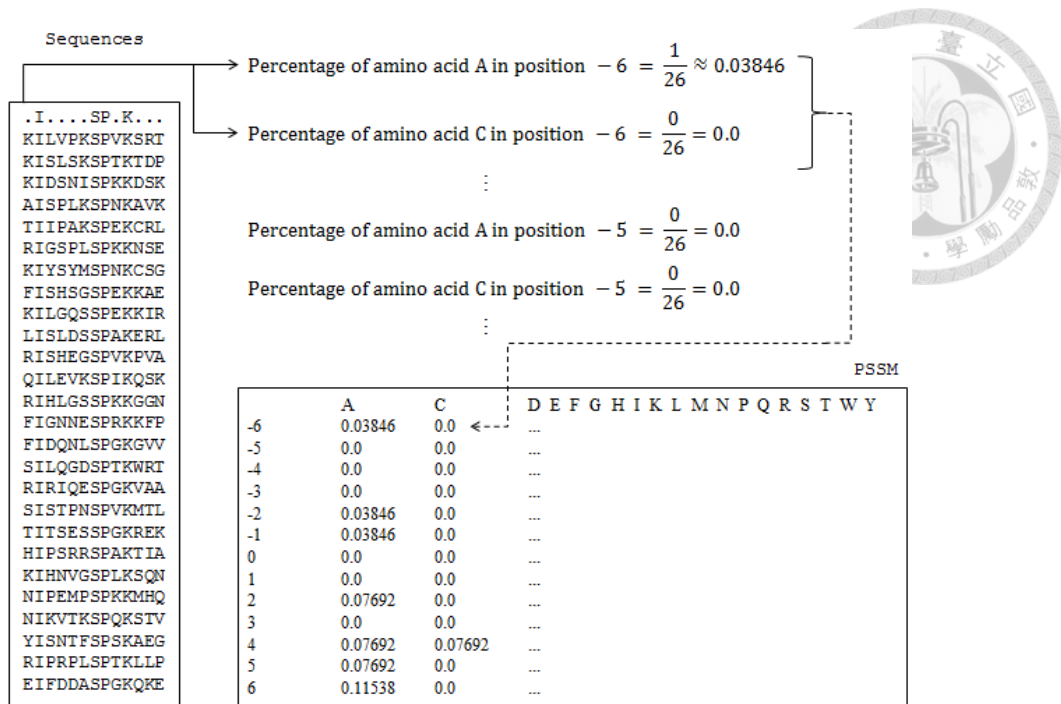 Sequences
Percentage of amino acid A in position −6 = 1/26 ≈ 0.03846
Percentage of amino acid C in position −6 = 0/26 = 0.0
⋮
Percentage of amino acid A in position −5 = 0/26 = 0.0
Percentage of amino acid C in position −5 = 0/26 = 0.0
⋮
.I....SP.K...
KILVPKSPVKSRT
KISLSKSPTKTDP
KIDSNISPKKDSK
AISPLKSPNKAVK
TIIPAKSPEKCRL
RIGSPLSPKKNSE
KIYSYMSPNKCSG
FISHSGSPEKKAE
KILGQSSPEKKIR
LISLDSSPAKERL
RISHEGSPVKPVA
QILEVKSPIKQSK
RIHLGSSPKKGGN
FIGNNESPRKKFP
FIDQNLSPGKGVV
SILQGDSPTKWRT
RIRIQESPGKVAA
SISTPNSPVKMTL
TITSESSPGKREK
HIPSRRSPAKTIA
KIHNVGSPLKSQN
NIPEMPSPKKMHQ
NIKVTKSPQKSTV
YISNTFSPSKAEG
RIPRPLSPTKLLP
EIFDDASPGKQKE
PSSM
A C D E F G H I K L M N P Q R S T W Y
-6 0.03846 0.0 ...
-5 0.0 0.0 ...
-4 0.0 0.0 ...
-3 0.0 0.0 ...
-2 0.03846 0.0 ...
-1 0.03846 0.0 ...
0 0.0 0.0 ...
1 0.0 0.0 ...
2 0.07692 0.0 ...
3 0.0 0.0 ...
4 0.07692 0.07692 ...
5 0.07692 0.0 ...
6 0.11538 0.0 ...
臺 立 國
學 勵 品 敦